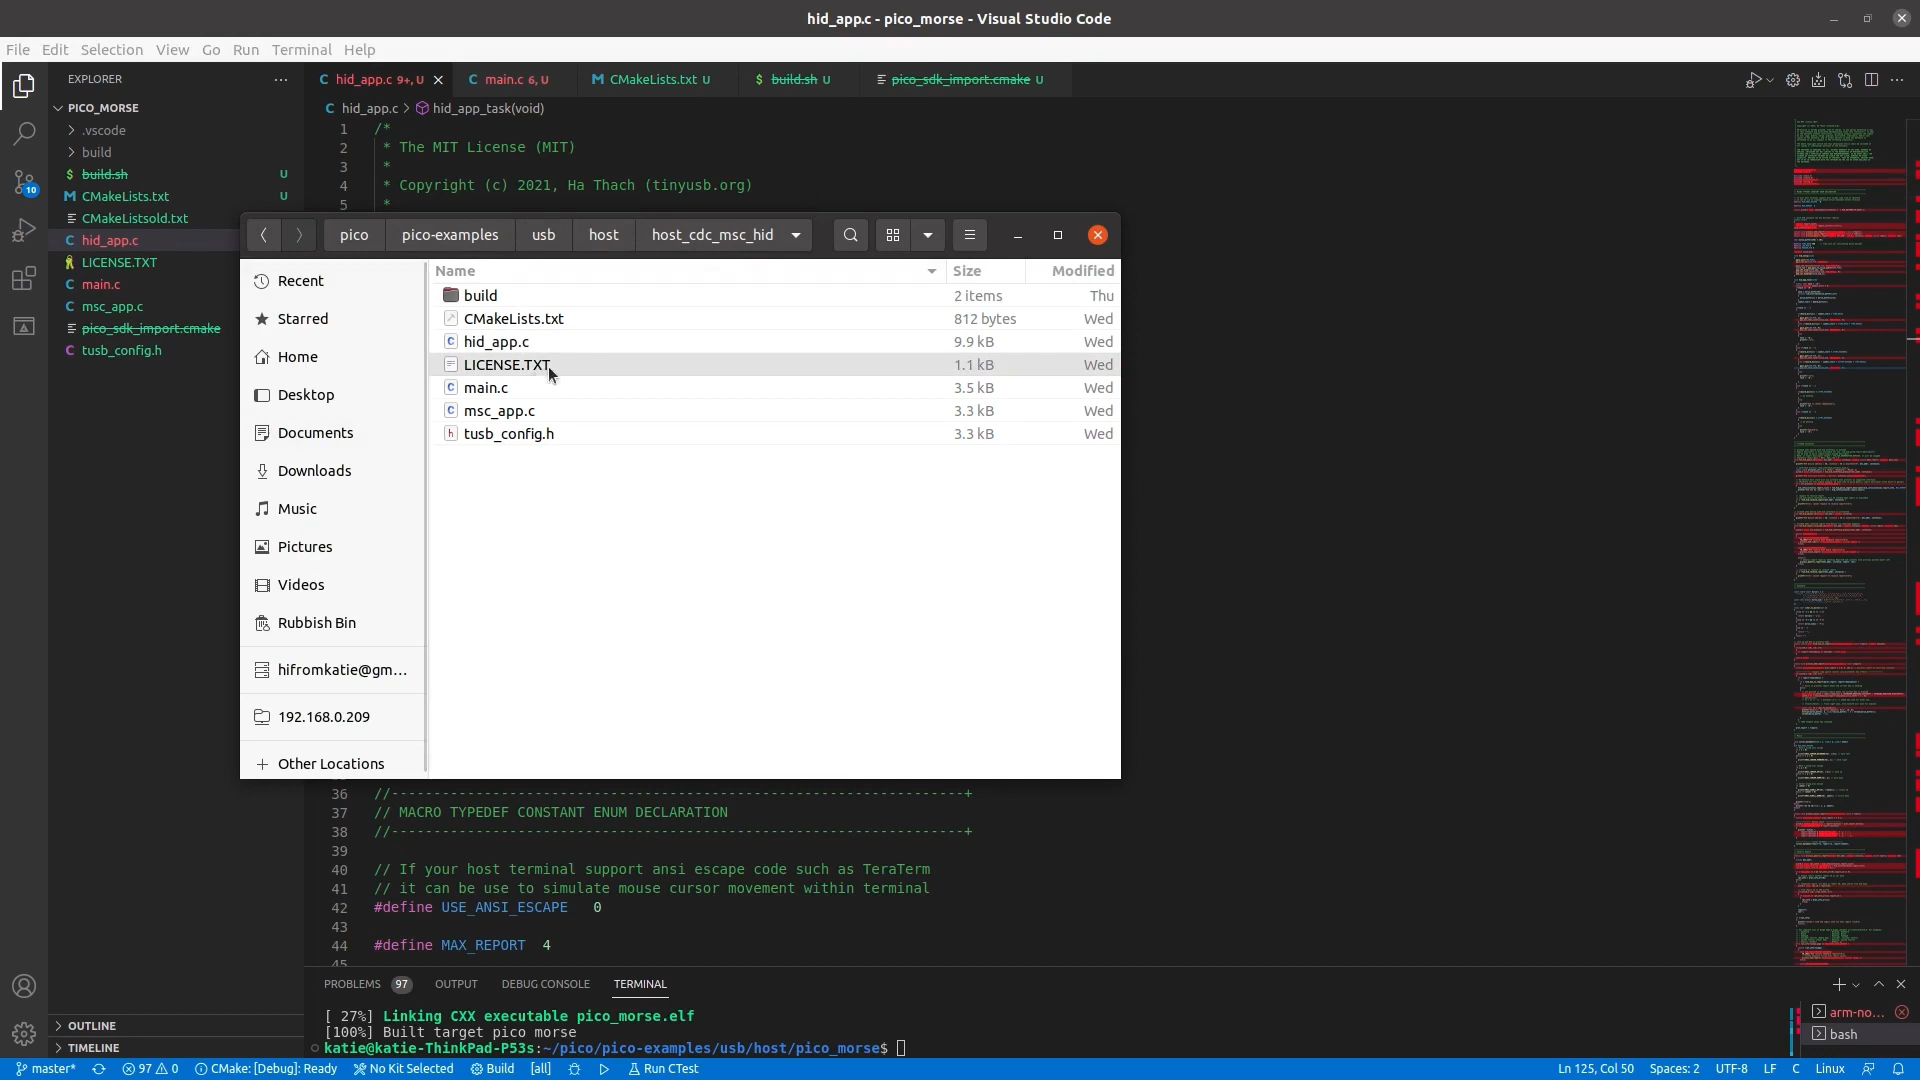 hid_app.c - pico_morse - Visual Studio Code
File Edit Selection View Go Run Terminal Help
EXPLORER
hid_app.c 9+, U
main.c 6, U
CMakeLists.txt U
build.sh U
pico_sdk_import.cmake U
hid_app.c > hid_app_task(void)
PICO_MORSE
.vscode
build
build.sh U
CMakeLists.txt U
CMakeListsold.txt
hid_app.c
LICENSE.TXT
main.c
msc_app.c
pico_sdk_import.cmake
tusb_config.h
1 /*
2 * The MIT License (MIT)
3 *
4 * Copyright (c) 2021, Ha Thach (tinyusb.org)
5 *
pico pico-examples usb host host_cdc_msc_hid
Recent
Starred
Home
Desktop
Documents
Downloads
Music
Pictures
Videos
Rubbish Bin
hifromkatie@gm...
192.168.0.209
Other Locations
Name Size Modified
build 2 items Thu
CMakeLists.txt 812 bytes Wed
hid_app.c 9.9 kB Wed
LICENSE.TXT 1.1 kB Wed
main.c 3.5 kB Wed
msc_app.c 3.3 kB Wed
tusb_config.h 3.3 kB Wed
36 //--------------------------------------------------------------------+
37 // MACRO TYPEDEF CONSTANT ENUM DECLARATION
38 //--------------------------------------------------------------------+
39
40 // If your host terminal support ansi escape code such as TeraTerm
41 // it can be use to simulate mouse cursor movement within terminal
42 #define USE_ANSI_ESCAPE 0
43
44 #define MAX_REPORT 4
45
PROBLEMS 97 OUTPUT DEBUG CONSOLE TERMINAL
[ 27%] Linking CXX executable pico_morse.elf
[100%] Built target pico morse
katie@katie-ThinkPad-P53s:~/pico/pico-examples/usb/host/pico_morse$
arm-no...
bash
OUTLINE
TIMELINE
10
master* 97 0 CMake: [Debug]: Ready No Kit Selected Build [all] Run CTest Ln 125, Col 50 Spaces: 2 UTF-8 LF C Linux